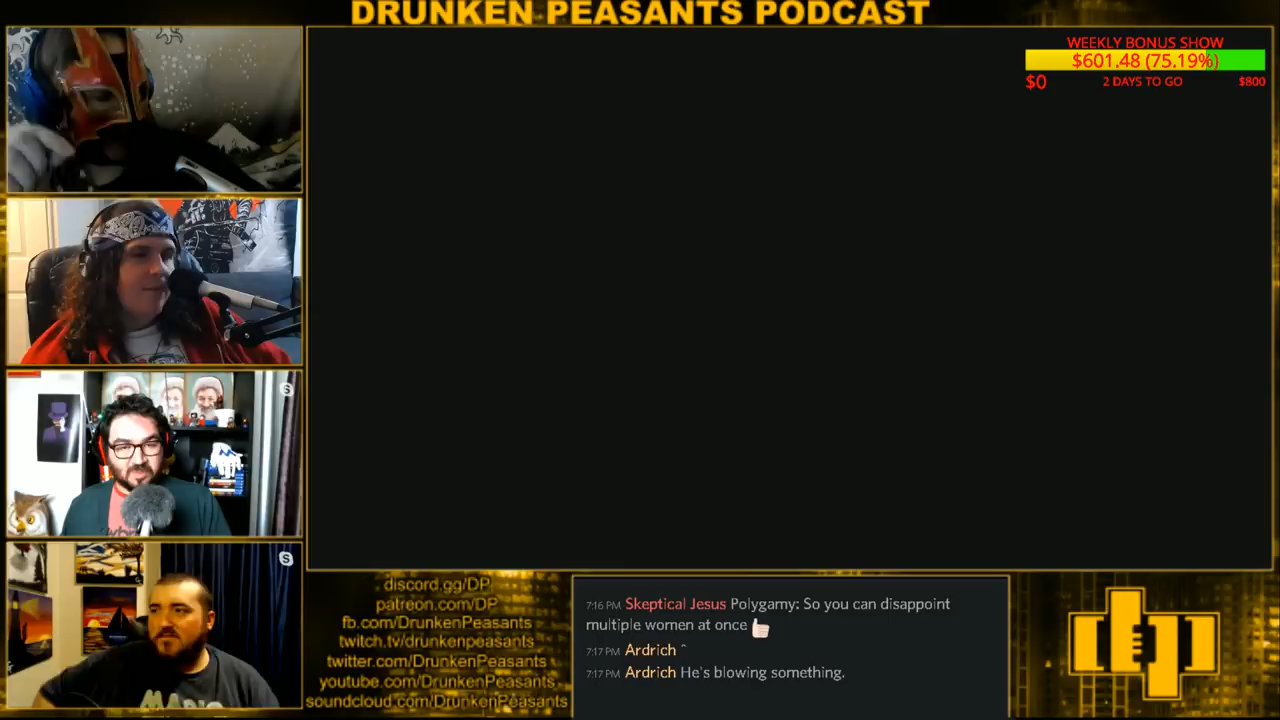 DRUNKEN PEASANTS PODCAST
WEEKLY BONUS SHOW
$601.48 (75.19%)
$0
2 DAYS TO GO
$800
discord.gg/DP
patreon.com/DP
fb.com/DrunkenPeasants
twitch.tv/drunkenpeasants
twitter.com/DrunkenPeasants
youtube.com/DrunkenPeasants
soundcloud.com/DrunkenPeasants
7:16 PM Skeptical Jesus Polygamy: So you can disappoint
multiple women at once
7:17 PM Ardrich ^
7:17 PM Ardrich He's blowing something.